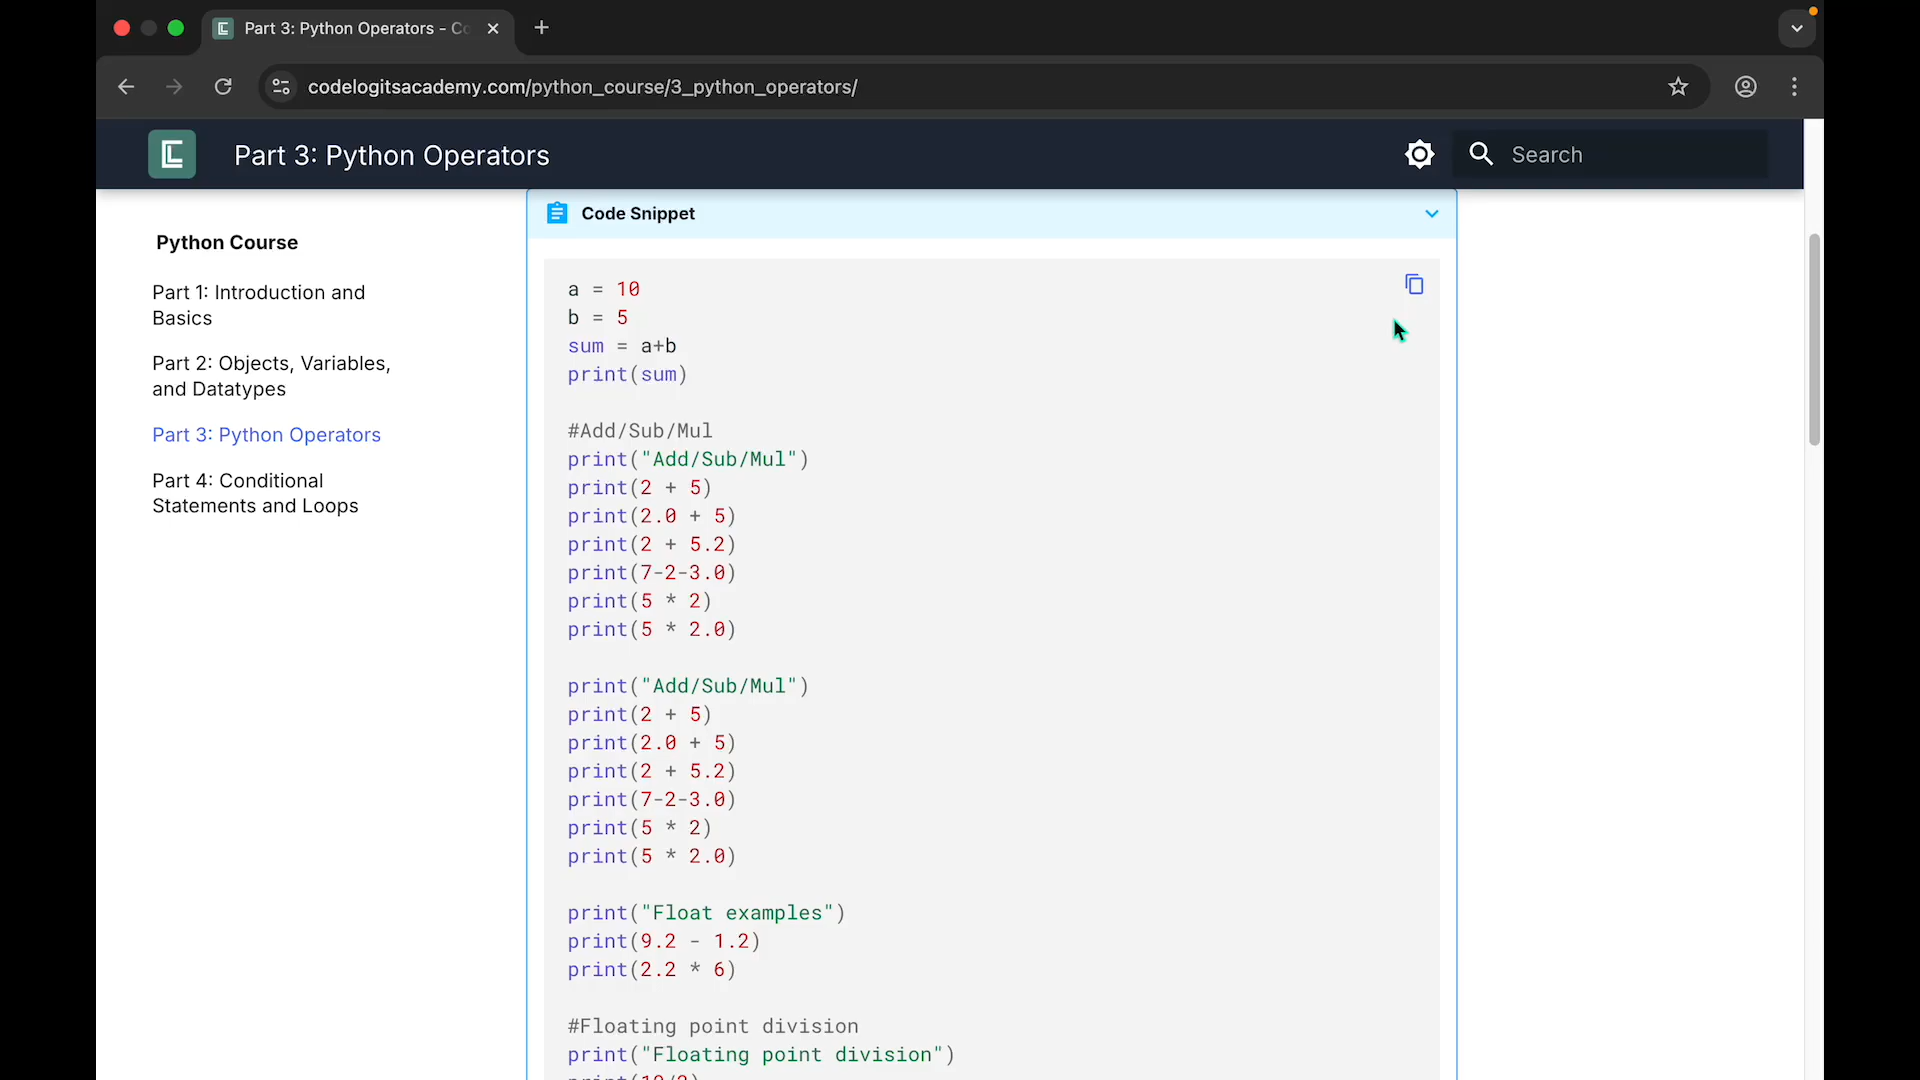 Part 3: Python Operators - Co
codelogitsacademy.com/python_course/3_python_operators/
Part 3: Python Operators
Search
Python Course
Part 1: Introduction and
Basics
Part 2: Objects, Variables,
and Datatypes
Part 3: Python Operators
Part 4: Conditional
Statements and Loops
Code Snippet
a = 10
b = 5
sum = a+b
print(sum)
#Add/Sub/Mul
print("Add/Sub/Mul")
print(2 + 5)
print(2.0 + 5)
print(2 + 5.2)
print(7-2-3.0)
print(5 * 2)
print(5 * 2.0)
print("Add/Sub/Mul")
print(2 + 5)
print(2.0 + 5)
print(2 + 5.2)
print(7-2-3.0)
print(5 * 2)
print(5 * 2.0)
print("Float examples")
print(9.2 - 1.2)
print(2.2 * 6)
#Floating point division
print("Floating point division")